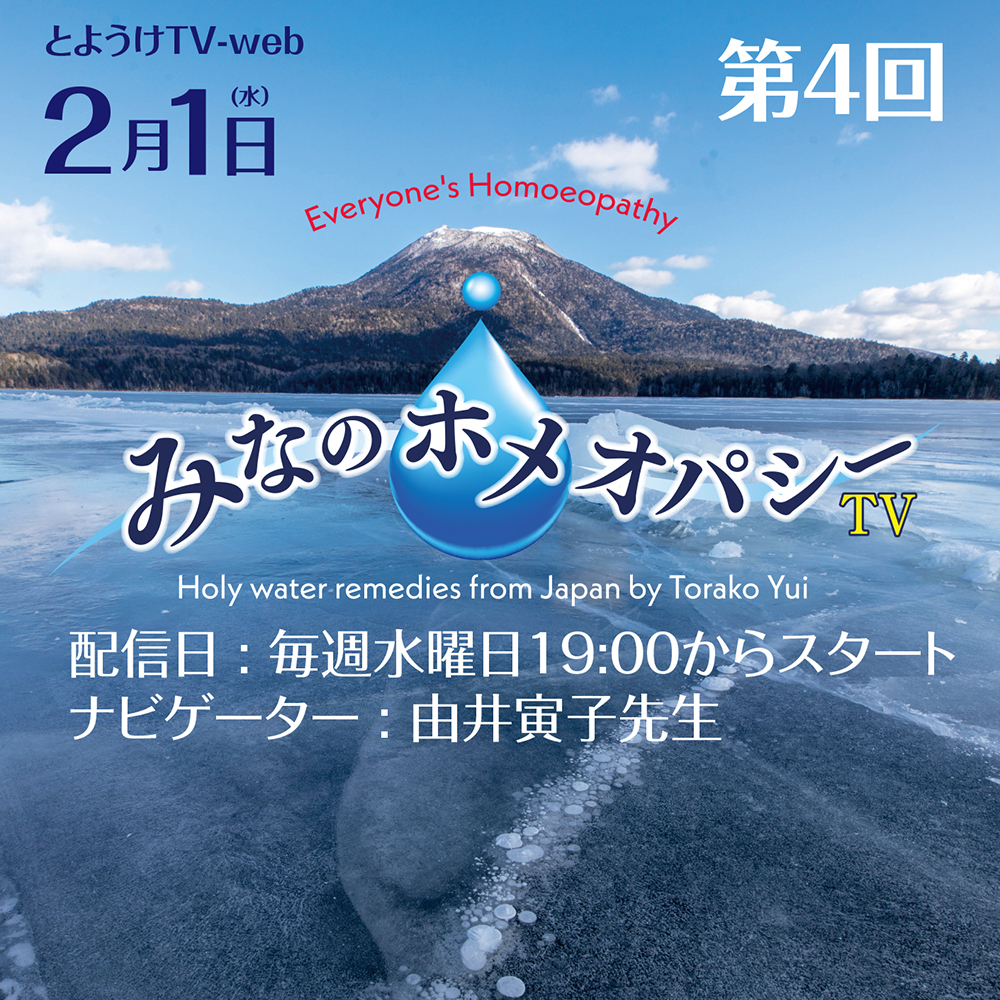 とようけTV-web
2月1日(水)
第4回
Everyone's Homoeopathy
みなのホメオパシーTV
Holy water remedies from Japan by Torako Yui
配信日：毎週水曜日19:00からスタート
ナビゲーター：由井寅子先生